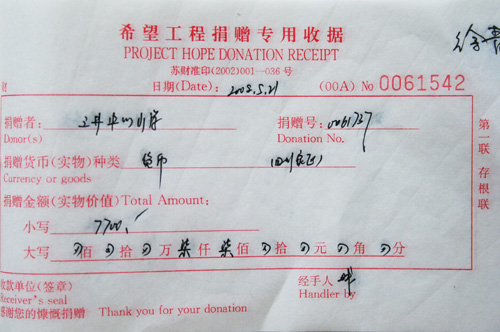 希望工程捐赠专用收据
PROJECT HOPE DONATION RECEIPT
苏财准印(2002)001—036号
日期(Date): 2008.5.21 (00A) No 0061542
捐赠者:
Donor(s)
捐赠号: 0061737
Donation No.
捐赠货币(实物)种类 货币
Currency or goods
捐赠金额(实物价值)Total Amount:
小写 7700.-
大写 百 拾 万 柒 仟 柒 佰 拾 元 角 分
收款单位(签章)
Receiver's seal
经手人
Handler by
感谢您的慷慨捐赠 Thank you for your donation
第一联 存根联